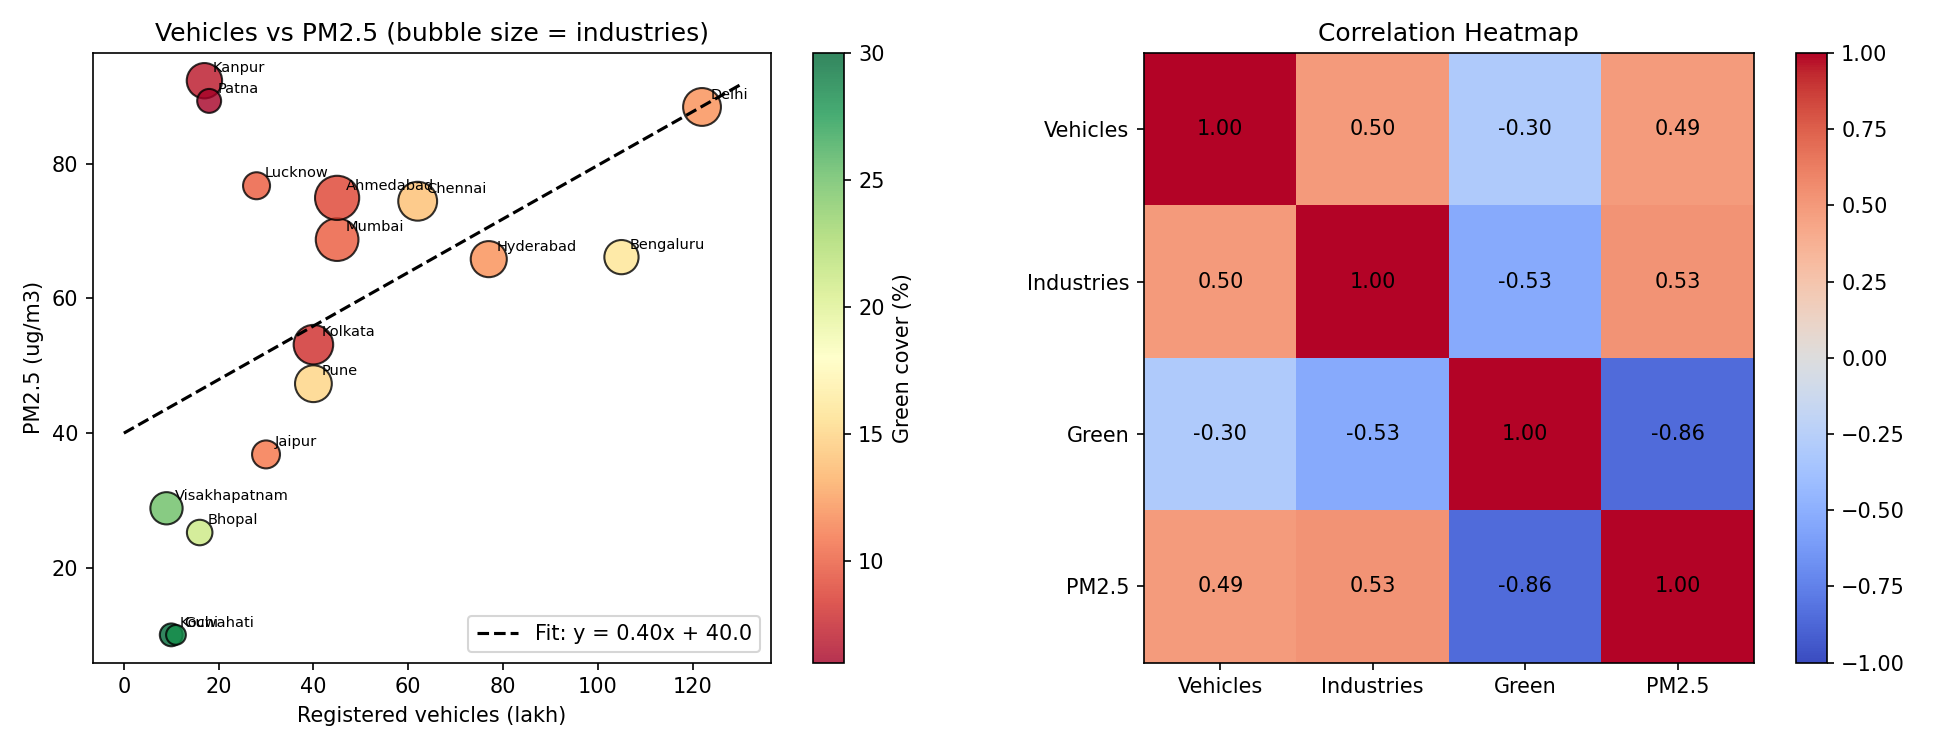 Vehicles vs PM2.5 (bubble size = industries)
PM2.5 (ug/m3)
80
60
40
20
Kanpur
Patna
Delhi
Lucknow
Ahmedabad
Chennai
Mumbai
Hyderabad
Bengaluru
Kolkata
Pune
Jaipur
Visakhapatnam
Bhopal
Kochi
Guwahati
Fit: y = 0.40x + 40.0
0 20 40 60 80 100 120
Registered vehicles (lakh)
30
25
20
15
10
Green cover (%)
Correlation Heatmap
Vehicles 1.00 0.50 -0.30 0.49
Industries 0.50 1.00 -0.53 0.53
Green -0.30 -0.53 1.00 -0.86
PM2.5 0.49 0.53 -0.86 1.00
Vehicles Industries Green PM2.5
1.00
0.75
0.50
0.25
0.00
−0.25
−0.50
−0.75
−1.00